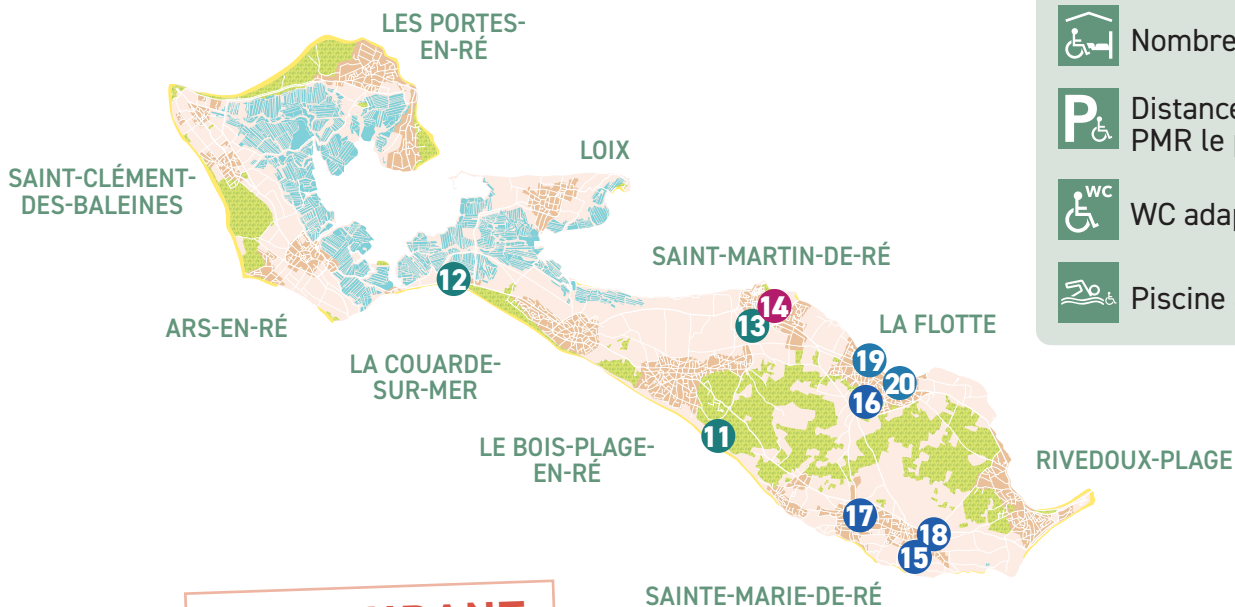 LES PORTES-
EN-RÉ
Nombre
P
Distance
PMR le
LOIX
SAINT-CLÉMENT-
DES-BALEINES
WC
WC
SAINT-MARTIN-DE-RÉ
12
14
13
Piscine
ARS-EN-RÉ
LA FLOTTE
LA COUARDE-
SUR-MER
19
20
16
11
LE BOIS-PLAGE-
EN-RÉ
RIVEDOUX-PLAGE
17
18
15
SAINTE-MARIE-DE-RÉ